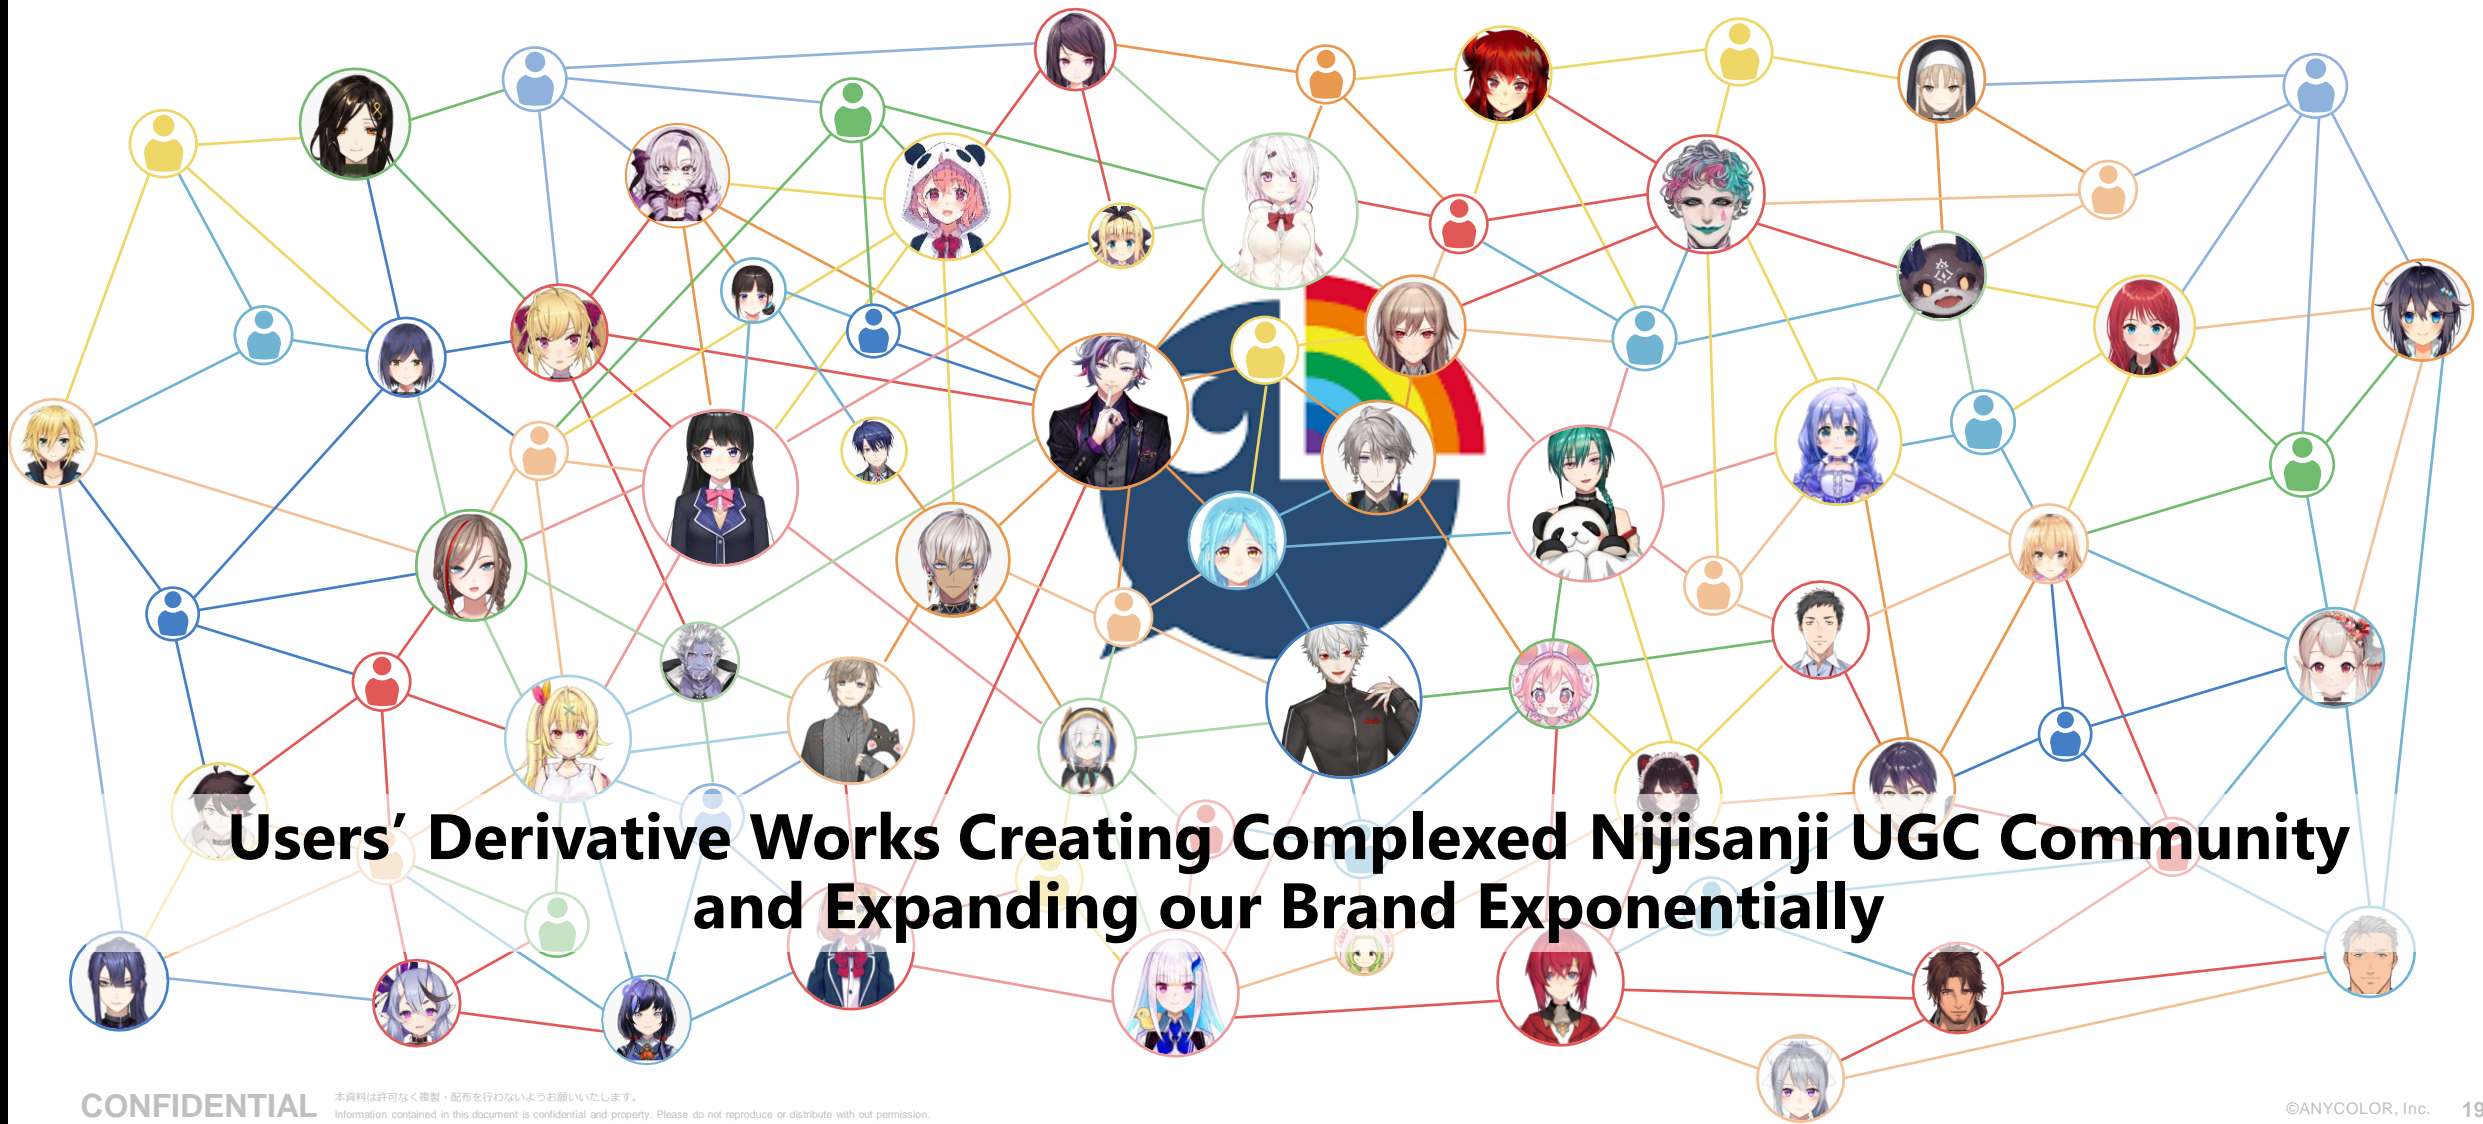 Users’ Derivative Works Creating Complexed Nijisanji UGC Community
and Expanding our Brand Exponentially
CONFIDENTIAL
本資料は許可なく複製・配布を行わないようお願いいたします。
Information contained in this document is confidential and property. Please do not reproduce or distribute with out permission.
©ANYCOLOR, Inc. 19